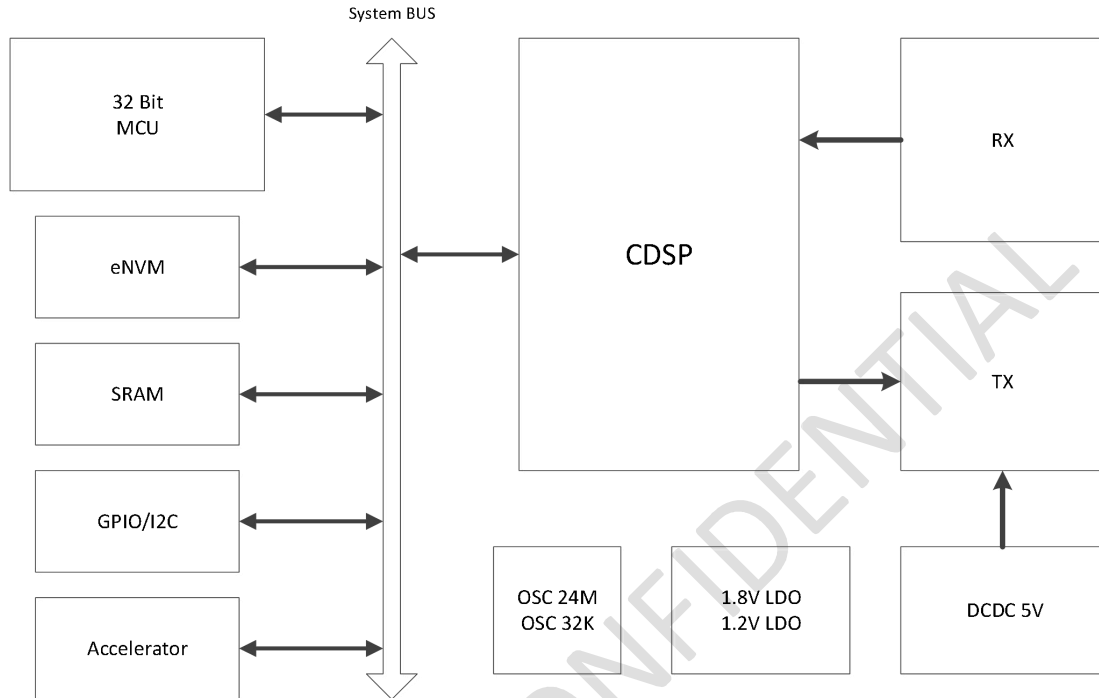 System BUS
32 Bit
MCU
eNVM
SRAM
GPIO/I2C
Accelerator
CDSP
RX
TX
OSC 24M
OSC 32K
1.8V LDO
1.2V LDO
DCDC 5V
ONFIDENTIAL